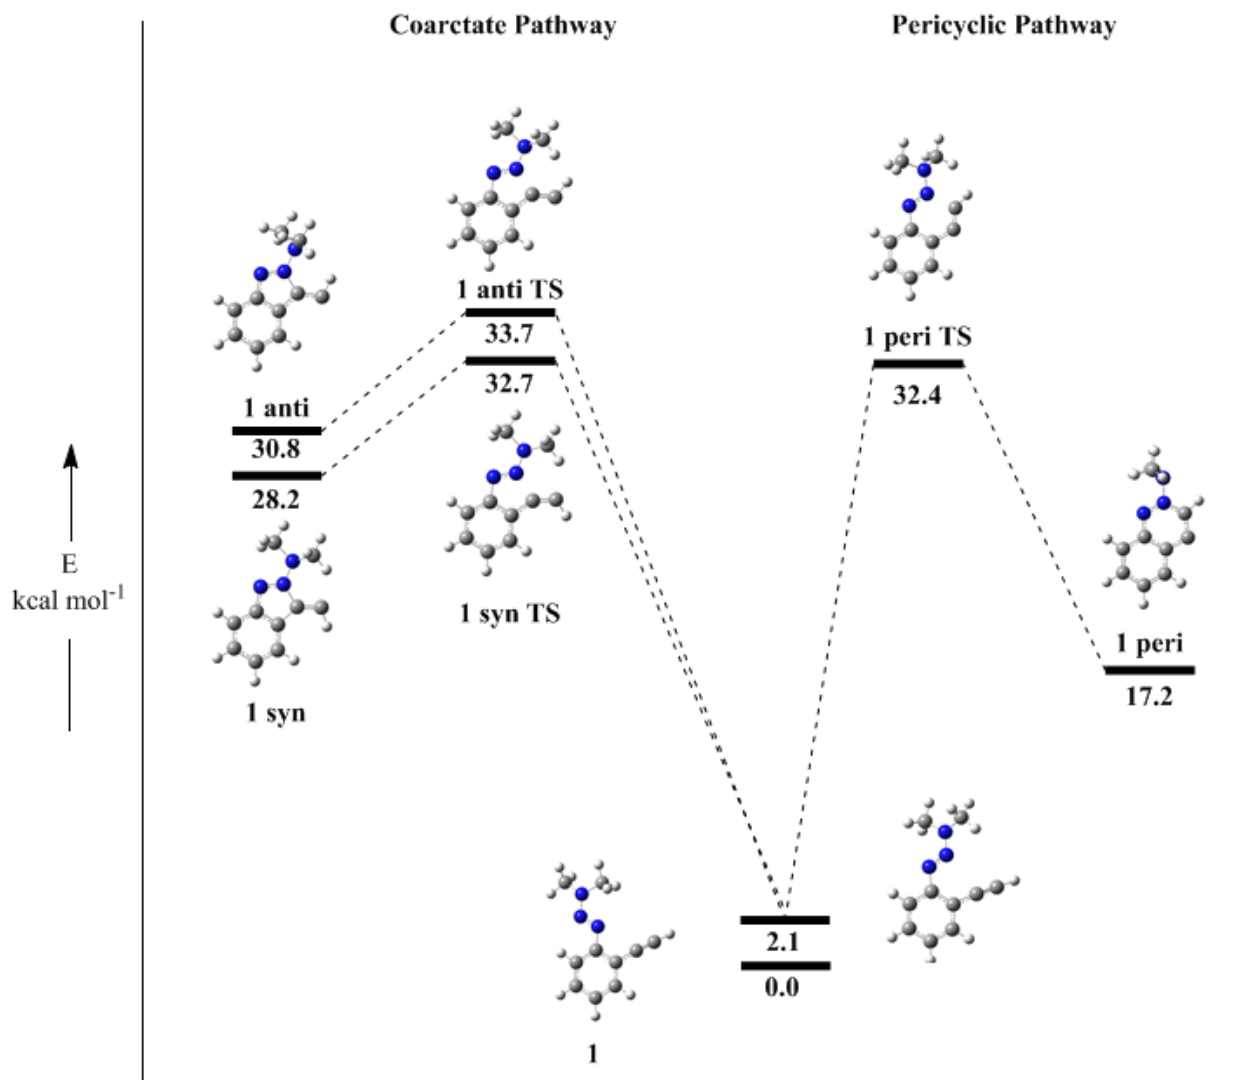 Coarctate Pathway
Pericyclic Pathway
1 anti TS
33.7
32.7
1 syn TS
1 anti
30.8
28.2
1 syn
E
kcal mol-1
1 peri TS
32.4
1 peri
17.2
2.1
0.0
1